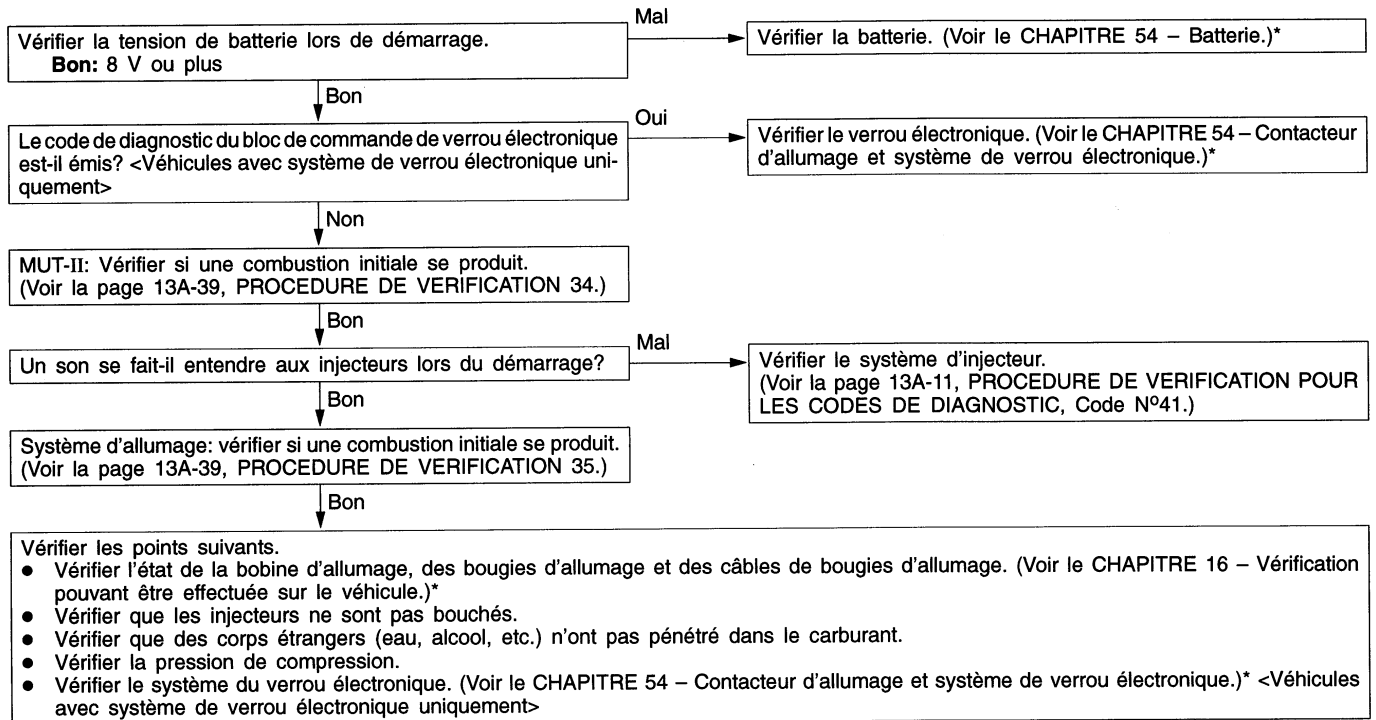 Mal
Vérifier la tension de batterie lors de démarrage.
Bon: 8 V ou plus
Vérifier la batterie. (Voir le CHAPITRE 54 – Batterie.)*
Bon
Oui
Le code de diagnostic du bloc de commande de verrou électronique
est-il émis? <Véhicules avec système de verrou électronique uni-
quement>
Vérifier le verrou électronique. (Voir le CHAPITRE 54 – Contacteur
d'allumage et système de verrou électronique.)*
Non
MUT-II: Vérifier si une combustion initiale se produit.
(Voir la page 13A-39, PROCEDURE DE VERIFICATION 34.)
Bon
Mal
Un son se fait-il entendre aux injecteurs lors du démarrage?
Vérifier le système d'injecteur.
(Voir la page 13A-11, PROCEDURE DE VERIFICATION POUR
LES CODES DE DIAGNOSTIC, Code Nº41.)
Bon
Système d'allumage: vérifier si une combustion initiale se produit.
(Voir la page 13A-39, PROCEDURE DE VERIFICATION 35.)
Bon
Vérifier les points suivants.
● Vérifier l'état de la bobine d'allumage, des bougies d'allumage et des câbles de bougies d'allumage. (Voir le CHAPITRE 16 – Vérification
pouvant être effectuée sur le véhicule.)*
● Vérifier que les injecteurs ne sont pas bouchés.
● Vérifier que des corps étrangers (eau, alcool, etc.) n'ont pas pénétré dans le carburant.
● Vérifier la pression de compression.
● Vérifier le système du verrou électronique. (Voir le CHAPITRE 54 – Contacteur d'allumage et système de verrou électronique.)* <Véhicules
avec système de verrou électronique uniquement>